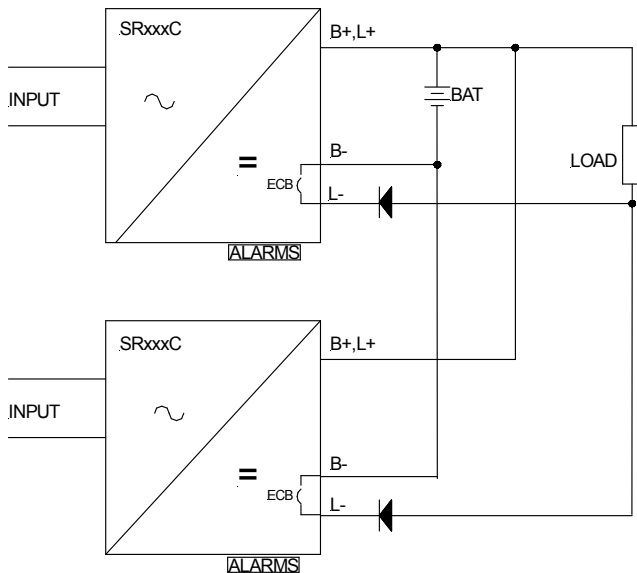 SRxxxC
B+,L+
INPUT
BAT
=
B-
ECB
LOAD
L-
ALARMS
SRxxxC
B+,L+
INPUT
=
B-
ECB
L-
ALARMS